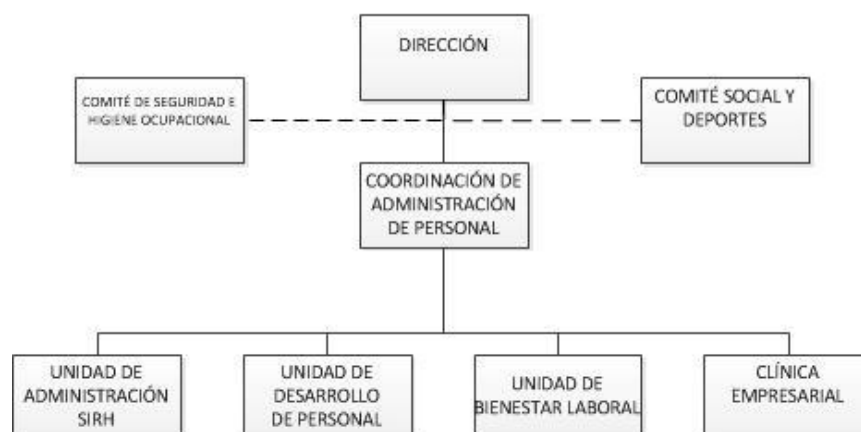 DIRECCIÓN
COMITÉ DE SEGURIDAD E
HIGIENE OCUPACIONAL
COMITÉ SOCIAL Y
DEPORTES
COORDINACIÓN DE
ADMINISTRACIÓN
DE PERSONAL
UNIDAD DE
ADMINISTRACIÓN
SIRH
UNIDAD DE
DESARROLLO
DE PERSONAL
UNIDAD DE
BIENESTAR LABORAL
CLÍNICA
EMPRESARIAL